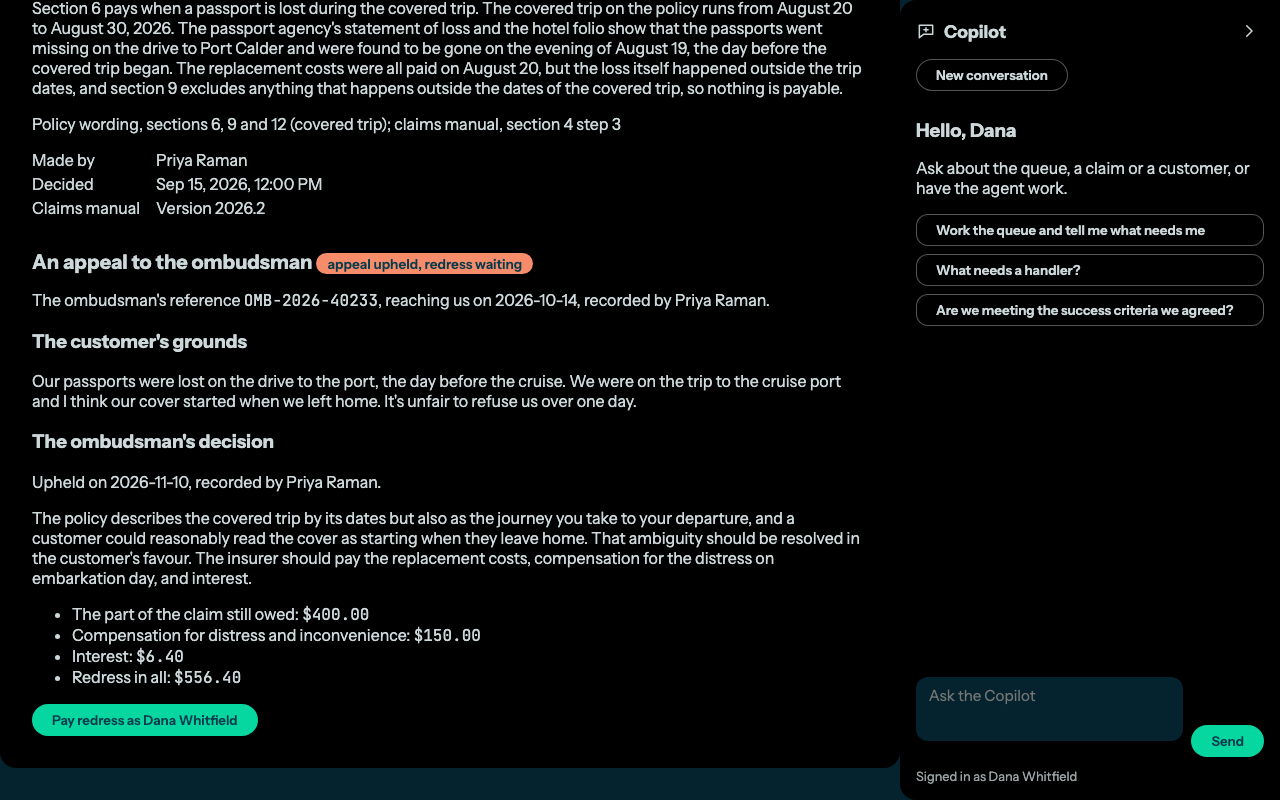 Section 6 pays when a passport is lost during the covered trip. The covered trip on the policy runs from August 20
to August 30, 2026. The passport agency's statement of loss and the hotel folio show that the passports went
missing on the drive to Port Calder and were found to be gone on the evening of August 19, the day before the
covered trip began. The replacement costs were all paid on August 20, but the loss itself happened outside the trip
dates, and section 9 excludes anything that happens outside the dates of the covered trip, so nothing is payable.
Policy wording, sections 6, 9 and 12 (covered trip); claims manual, section 4 step 3
Made by Priya Raman
Decided Sep 15, 2026, 12:00 PM
Claims manual Version 2026.2
An appeal to the ombudsman appeal upheld, redress waiting
The ombudsman's reference OMB-2026-40233, reaching us on 2026-10-14, recorded by Priya Raman.
The customer's grounds
Our passports were lost on the drive to the port, the day before the cruise. We were on the trip to the cruise port
and I think our cover started when we left home. It's unfair to refuse us over one day.
The ombudsman's decision
Upheld on 2026-11-10, recorded by Priya Raman.
The policy describes the covered trip by its dates but also as the journey you take to your departure, and a
customer could reasonably read the cover as starting when they leave home. That ambiguity should be resolved in
the customer's favour. The insurer should pay the replacement costs, compensation for the distress on
embarkation day, and interest.
• The part of the claim still owed: $400.00
• Compensation for distress and inconvenience: $150.00
• Interest: $6.40
• Redress in all: $556.40
Pay redress as Dana Whitfield
Copilot
New conversation
Hello, Dana
Ask about the queue, a claim or a customer, or
have the agent work.
Work the queue and tell me what needs me
What needs a handler?
Are we meeting the success criteria we agreed?
Ask the Copilot
Send
Signed in as Dana Whitfield